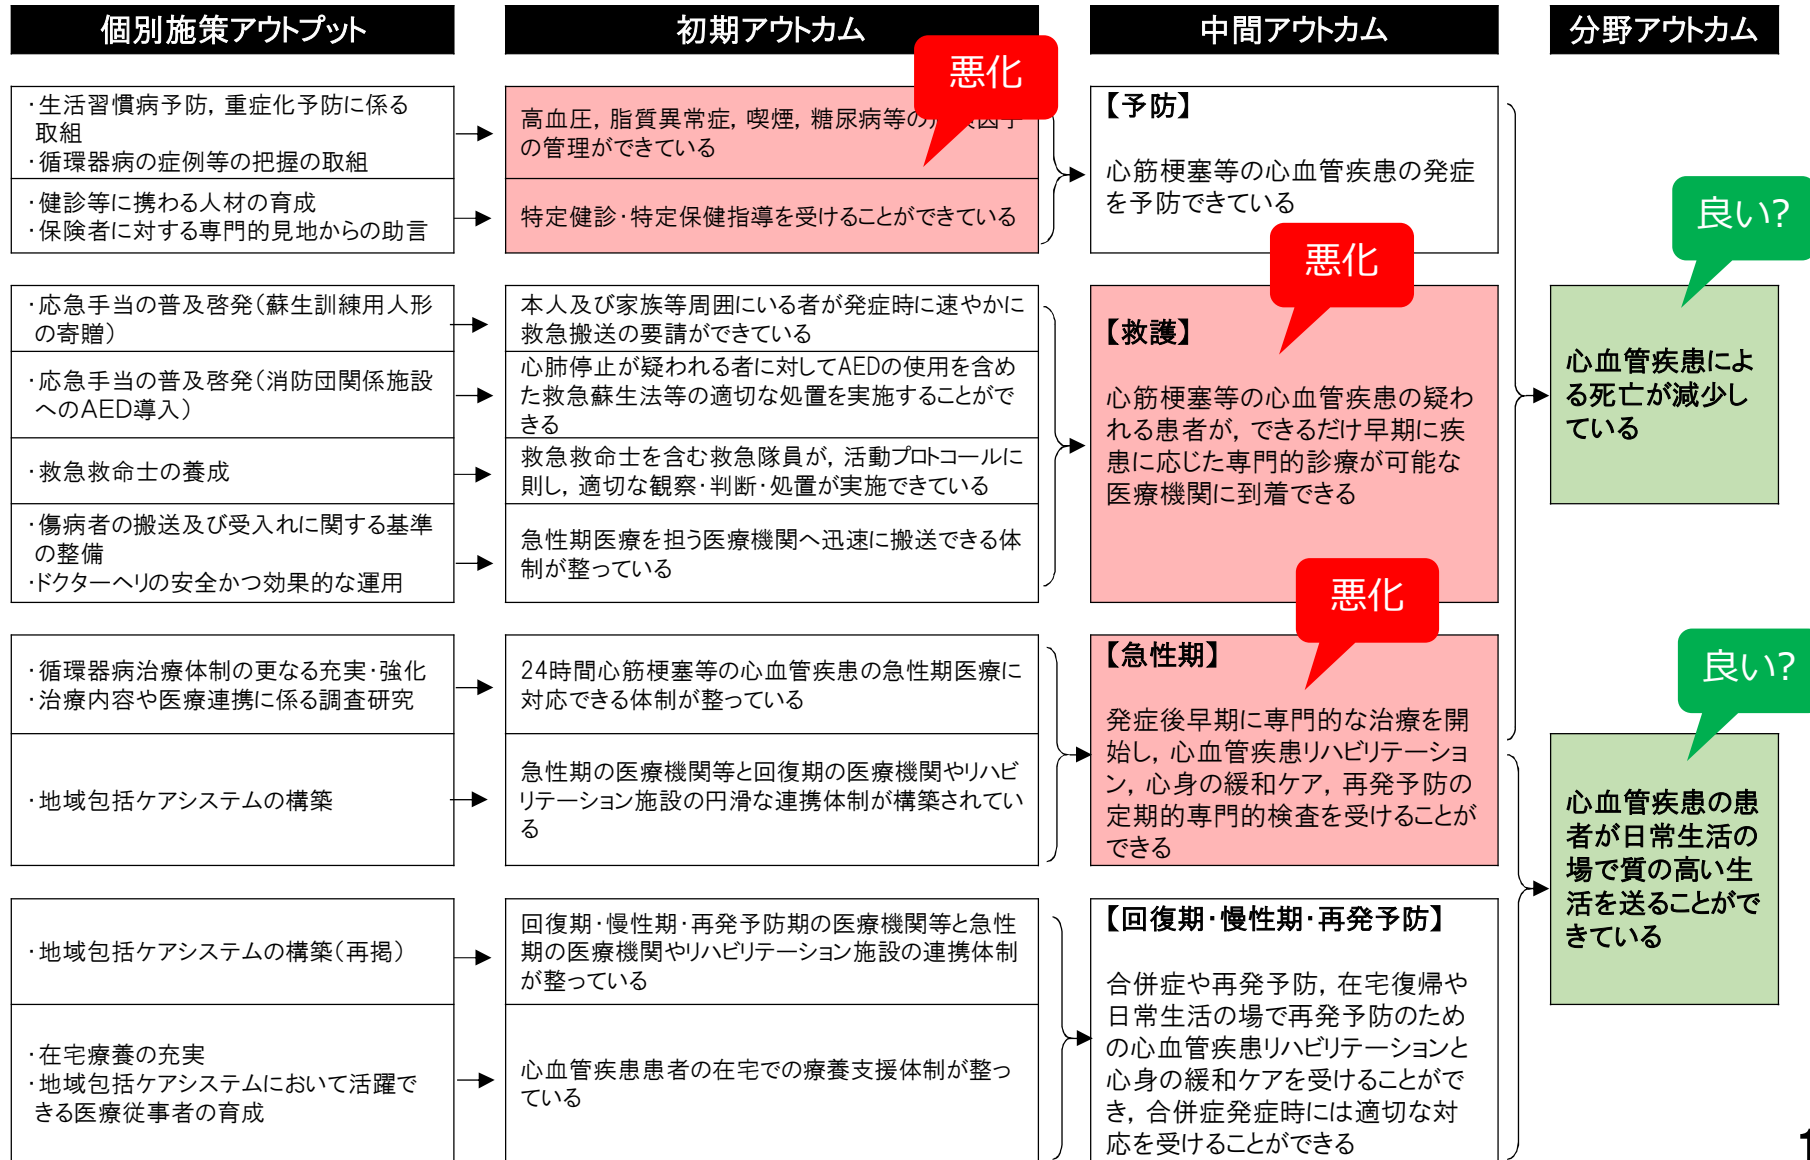 個別施策アウトプット
初期アウトカム
中間アウトカム
分野アウトカム
・生活習慣病予防，重症化予防に係る
取組
・循環器病の症例等の把握の取組
・健診等に携わる人材の育成
・保険者に対する専門的見地からの助言
高血圧，脂質異常症，喫煙，糖尿病等の
の管理ができている
特定健診・特定保健指導を受けることができている
悪化
【予防】
心筋梗塞等の心血管疾患の発症
を予防できている
・応急手当の普及啓発（蘇生訓練用人形
の寄贈）
・応急手当の普及啓発（消防団関係施設
へのAED導入）
・救急救命士の養成
・傷病者の搬送及び受入れに関する基準
の整備
・ドクターヘリの安全かつ効果的な運用
本人及び家族等周囲にいる者が発症時に速やかに
救急搬送の要請ができている
心肺停止が疑われる者に対してAEDの使用を含め
た救急蘇生法等の適切な処置を実施することがで
きる
救急救命士を含む救急隊員が，活動プロトコールに
則し，適切な観察・判断・処置が実施できている
急性期医療を担う医療機関へ迅速に搬送できる体
制が整っている
悪化
【救護】
心筋梗塞等の心血管疾患の疑わ
れる患者が，できるだけ早期に疾
患に応じた専門的診療が可能な
医療機関に到着できる
良い?
心血管疾患によ
る死亡が減少し
ている
・循環器病治療体制の更なる充実・強化
・治療内容や医療連携に係る調査研究
・地域包括ケアシステムの構築
24時間心筋梗塞等の心血管疾患の急性期医療に
対応できる体制が整っている
急性期の医療機関等と回復期の医療機関やリハビ
リテーション施設の円滑な連携体制が構築されてい
る
悪化
【急性期】
発症後早期に専門的な治療を開
始し，心血管疾患リハビリテーショ
ン，心身の緩和ケア，再発予防の
定期的専門的検査を受けることが
できる
良い?
心血管疾患の患
者が日常生活の
場で質の高い生
活を送ることがで
きている
・地域包括ケアシステムの構築（再掲）
・在宅療養の充実
・地域包括ケアシステムにおいて活躍で
きる医療従事者の育成
回復期・慢性期・再発予防期の医療機関等と急性
期の医療機関やリハビリテーション施設の連携体制
が整っている
心血管疾患患者の在宅での療養支援体制が整っ
ている
【回復期・慢性期・再発予防】
合併症や再発予防，在宅復帰や
日常生活の場で再発予防のため
の心血管疾患リハビリテーションと
心身の緩和ケアを受けることがで
き，合併症発症時には適切な対
応を受けることができる